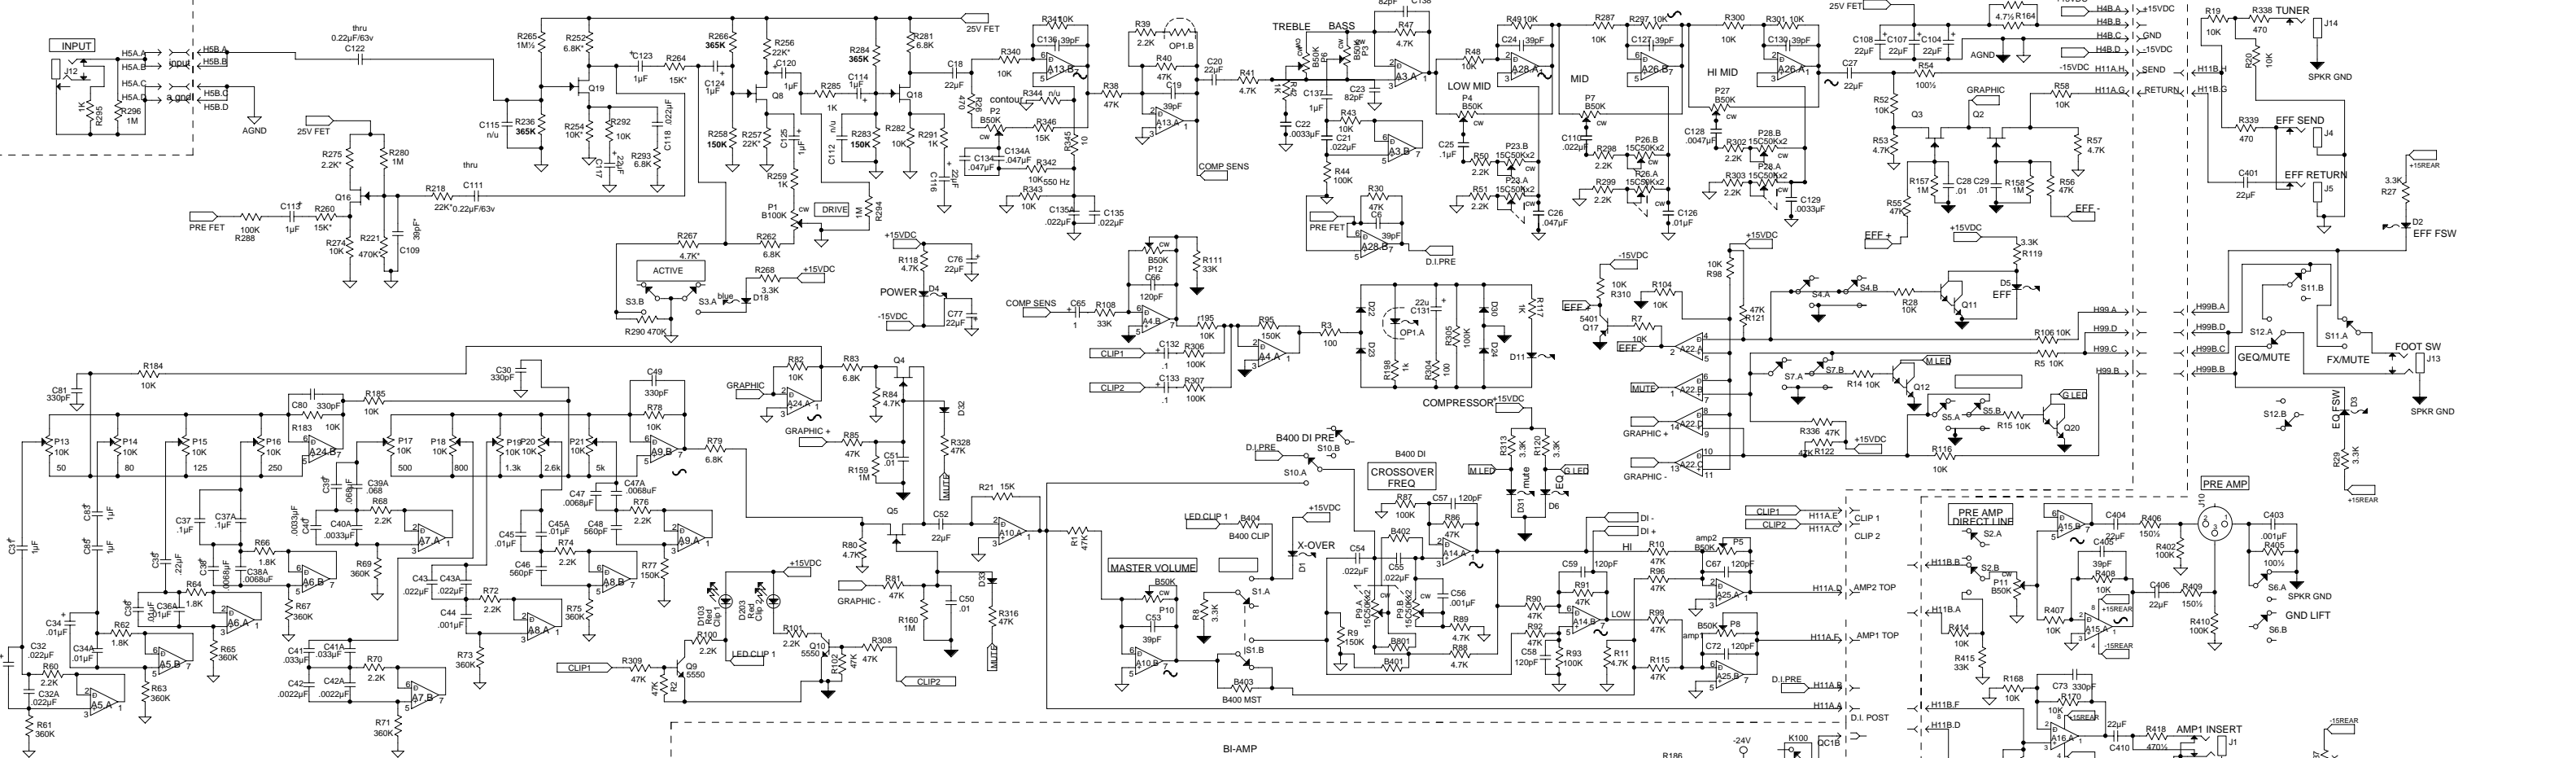 INPUT
J12
H5A.A
H5A.B
H5A.C
H5A.D
input
a gnd
H5B.A
H5B.B
H5B.C
H5B.D
1K
R295
R296
1M
AGND
thru
0.22µF/63v
C122
25V FET
R275
2.2K*
R280
1M
thru
Q16
R218
22K*
C111
0.22µF/63v
PRE FET
100K
R288
C113
1µF
R260
15K*
R274
10K
R221
470K*
39pF*
C109
C115
n/u
R265
1M½
R236
365K
Q19
R252
6.8K*
R254
10K*
C123
1µF
R264
15K*
R292
10K
C117
22µF
C118
.022µF
R293
6.8K
R266
365K
C124
1µF
R258
150K
Q8
R256
22K*
R257
22K*
C120
1µF
C125
1µF
R259
1K
R285
1K
C114
1µF
C112
n/u
R284
365K
R283
150K
Q18
R281
6.8K
R282
10K
R291
1K
C116
22µF
25V FET
C18
22µF
P1
B100K
cw
DRIVE
1M
R294
R267
4.7K*
R262
6.8K
ACTIVE
S3.B
S3.A
R290 470K
blue
D18
R268
3.3K
+15VDC
+15VDC
R118
4.7K
C76
22µF
POWER
D4
-15VDC
C77
22µF
R340
10K
R341
10K
C136
39pF
A13.B
470
contour
P2
B50K
cw
R344
n/u
R346
15K
R345
10
C134
.047µF
C134A
.047µF
R342
10K
550 Hz
R343
10K
C135A
.022µF
C135
.022µF
R38
47K
R39
2.2K
OP1.B
R40
47K
C19
39pF
A13.A
COMP SENS
C20
22µF
R41
4.7K
TREBLE
BASS
B50K
P6
B50K
P3
82pF
C138
R47
4.7K
A3.A
C22
.0033µF
C137
1µF
C23
82pF
R43
10K
C21
.022µF
A3.B
R44
100K
R30
47K
C6
39pF
PRE FET
A28.B
D.I.PRE
R48
10K
LOW MID
R49
10K
C24
39pF
A28.A
P4
B50K
C25
.1µF
R50
2.2K
R51
2.2K
P23.B
15C50Kx2
P23.A
15C50Kx2
C26
.047µF
R287
10K
MID
R297
10K
C127
39pF
A26.B
P7
B50K
C110
.022µF
R298
2.2K
R299
2.2K
P26.B
15C50Kx2
15C50Kx2
C126
.01µF
R300
10K
HI MID
R301
10K
C130
39pF
A26.A
P27
B50K
C128
.0047µF
R302
2.2K
R303
2.2K
P28.B
15C50Kx2
P28.A
15C50Kx2
C129
.0033µF
C27
22µF
25V FET
C108
22µF
C107
22µF
C104
22µF
4.7½
R164
AGND
H4B.A
+15VDC
H4B.B
H4B.C
GND
H4B.D
-15VDC
-15VDC
R54
100½
H11A.H
SEND
H11B.H
H11A.G
RETURN
H11B.G
R52
10K
R53
4.7K
GRAPHIC
Q3
Q2
R58
10K
R57
4.7K
R157
1M
C28
.01
C29
.01
R158
1M
R56
47K
R55
47K
EFF +
EFF -
R19
10K
R338
470
TUNER
J14
R20
10K
SPKR GND
R339
470
EFF SEND
J4
C401
22µF
EFF RETURN
J5
+15REAR
3.3K
R27
D2
EFF FSW
COMP SENS
C65
1
R108
33K
B50K
P12
cw
C66
120pF
A4.B
R111
33K
r195
10K
CLIP1
C132
.1
R306
100K
CLIP2
C133
.1
R307
100K
R95
150K
A4.A
R3
100
D22
D23
OP1.A
R198
1k
22u
C131
R304
100
R305
100K
D30
D24
R117
1K
D11
COMPRESSOR
-15VDC
10K
R310
EFF +
5401
Q17
R7
10K
R104
10K
EFF -
A22.A
MUTE
A22.B
GRAPHIC +
A22.D
GRAPHIC -
A22.C
+15VDC
10K
R98
47K
R121
S4.A
S4.B
R28
10K
Q11
+15VDC
3.3K
R119
D5
EFF
S7.A
S7.B
R14
10K
Q12
M LED
R336
47K
47K
R122
+15VDC
S5.A
S5.B
R15 10K
Q20
G LED
R116
10K
R106 10K
R5 10K
H99.A
H99.D
H99.C
H99.B
H99B.A
H99B.D
H99B.C
H99B.B
S11.B
S12.A
GEQ/MUTE
S11.A
FX/MUTE
FOOT SW
J13
SPKR GND
S12.B
EQ FSW
D3
R29
3.3K
+15REAR
C81
330pF
R184
10K
C80
330pF
R183
10K
R185
10K
A24.B
P13
10K
50
P14
10K
80
P15
10K
125
P16
10K
250
P17
10K
500
P18
10K
800
P19
10K
1.3k
P20
10K
2.6k
P21
10K
5k
C30
330pF
C49
330pF
R78
10K
A9.B
R79
6.8K
C31
1µF
C83
1µF
C85
1µF
C35
.22µF
C37
.1µF
C37A
.1µF
R66
1.8K
C38
.0068µF
C38A
.0068uF
A6.B
R67
360K
R64
1.8K
C36
.01µF
C36A
.01µF
A6.A
R65
360K
C34
.01µF
C34A
.01µF
R62
1.8K
A5.B
R63
360K
C32
.022µF
R60
2.2K
C32A
.022µF
A5.A
R61
360K
C39
.068µF
C39A
.068
R68
2.2K
.0033µF
C40
C40A
.0033µF
A7.A
R69
360K
C41
.033µF
C41A
.033µF
R70
2.2K
C42
.0022µF
C42A
.0022µF
A7.B
R71
360K
C43
.022µF
C43A
.022µF
R72
2.2K
C44
.001µF
A8.A
R73
360K
C45
.01µF
C45A
.01µF
R74
2.2K
C46
560pF
A8.B
R75
360K
C47
.0068µF
C47A
.0068uF
R76
2.2K
C48
560pF
A9.A
R77
150K
R82
10K
GRAPHIC
A24.A
R83
6.8K
Q4
R84
4.7K
GRAPHIC +
R85
47K
R159
1M
C51
.01
D32
R328
47K
MUTE
Q5
C52
22µF
R21
15K
A10.A
R80
4.7K
GRAPHIC -
R81
47K
R160
1M
C50
.01
D33
R316
47K
MUTE
D103
Red
Clip 1
D203
Red
Clip 2
+15VDC
R100
2.2K
R101
2.2K
LED CLIP 1
CLIP1
R309
47K
47K
R2
Q9
5550
Q10
5550
R102
47K
R308
47K
CLIP2
R1
47K
MASTER VOLUME
B50K
P10
C53
39pF
A10.B
LED CLIP 1
B404
B400 CLIP
+15VDC
X-OVER
D1
S1.A
S1.B
R8
3.3K
B403
B400 MST
B400 DI PRE
D.I.PRE
S10.B
S10.A
B400 DI
CROSSOVER
FREQ
R87
100K
C57
120pF
R86
47K
A14.A
B402
C54
.022µF
C55
.022µF
P9.A
15C50Kx2
P9.B
15C50Kx2
C56
.001µF
R89
4.7K
R88
4.7K
R9
150K
B801
B401
+15VDC
R313
3.3K
R120
3.3K
M LED
G LED
D31
mute
EQ
D6
DI -
DI +
HI
R10
47K
R96
47K
amp2
B50K
P5
C67
120pF
A25.A
R90
47K
R92
47K
C59
120pF
R91
47K
A14.B
LOW
C58
120pF
R93
100K
R11
4.7K
R99
47K
R115
47K
amp1
B50K
P8
C72
120pF
A25.B
CLIP1
H11A.E
CLIP 1
CLIP2
H11A.C
CLIP 2
H11A.D
AMP2 TOP
H11A.F
AMP1 TOP
D.I.PRE
H11A.B
H11A.A
D.I. POST
QC1B
H11B.B
H11B.A
H11B.F
H11B.D
PRE AMP
DIRECT LINE
S2.A
S2.B
P11
B50K
A15.B
C404
22µF
R406
150½
R402
100K
C405
39pF
R408
10K
C406
22µF
R409
150½
R407
10K
+15REAR
A15.A
-15REAR
R410
100K
R414
10K
R415
33K
PRE AMP
J10
C403
.001µF
R405
100½
S6.A
SPKR GND
GND LIFT
S6.B
R168
10K
C73
330pF
R170
10K
+15REAR
A16.A
22µF
C410
R418
470½
AMP1 INSERT
J1
-15REAR
BI-AMP
R186
-24V
K100